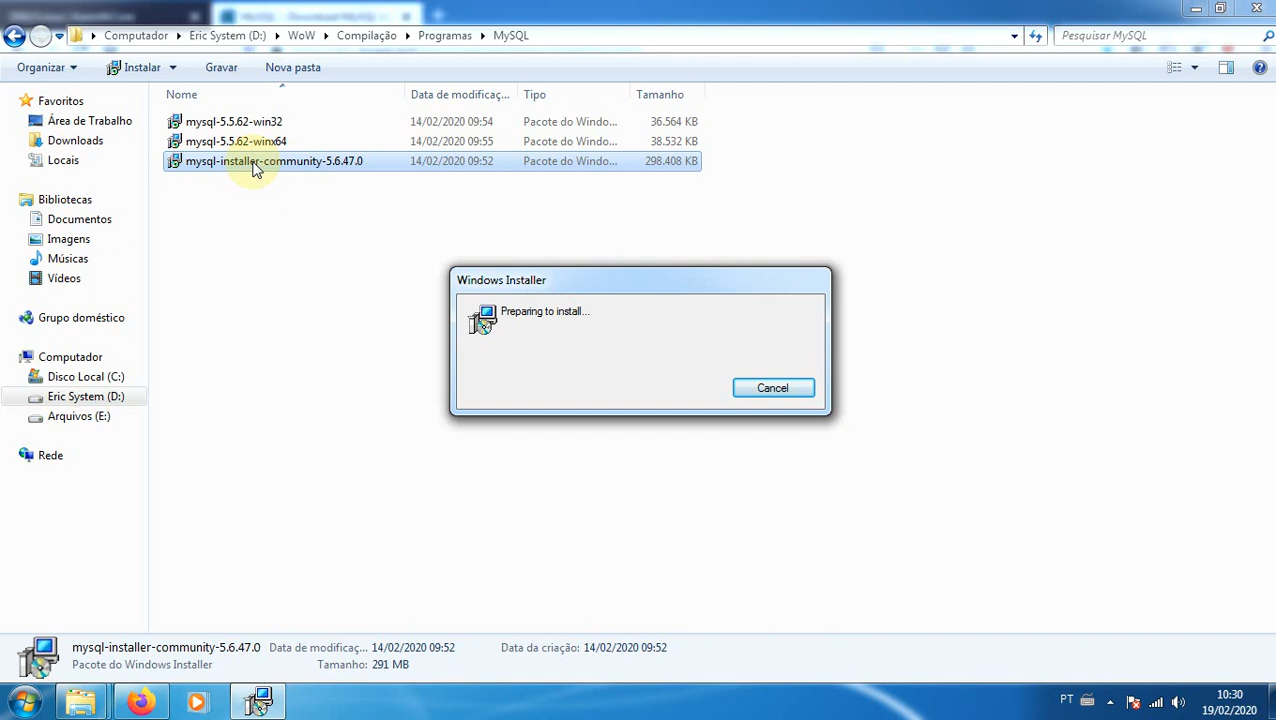 Computador ▸ Eric System (D:) ▸ WoW ▸ Compilação ▸ Programas ▸ MySQL
Pesquisar MySQL
Organizar Instalar Gravar Nova pasta
Nome Data de modificaç... Tipo Tamanho
mysql-5.5.62-win32 14/02/2020 09:54 Pacote do Windo... 36.564 KB
mysql-5.5.62-winx64 14/02/2020 09:55 Pacote do Windo... 38.532 KB
mysql-installer-community-5.6.47.0 14/02/2020 09:52 Pacote do Windo... 298.408 KB
Favoritos
Área de Trabalho
Downloads
Locais
Bibliotecas
Documentos
Imagens
Músicas
Vídeos
Grupo doméstico
Computador
Disco Local (C:)
Eric System (D:)
Arquivos (E:)
Rede
Windows Installer
Preparing to install...
Cancel
mysql-installer-community-5.6.47.0 Data de modificaç... 14/02/2020 09:52 Data da criação: 14/02/2020 09:52
Pacote do Windows Installer Tamanho: 291 MB
PT
10:30
19/02/2020